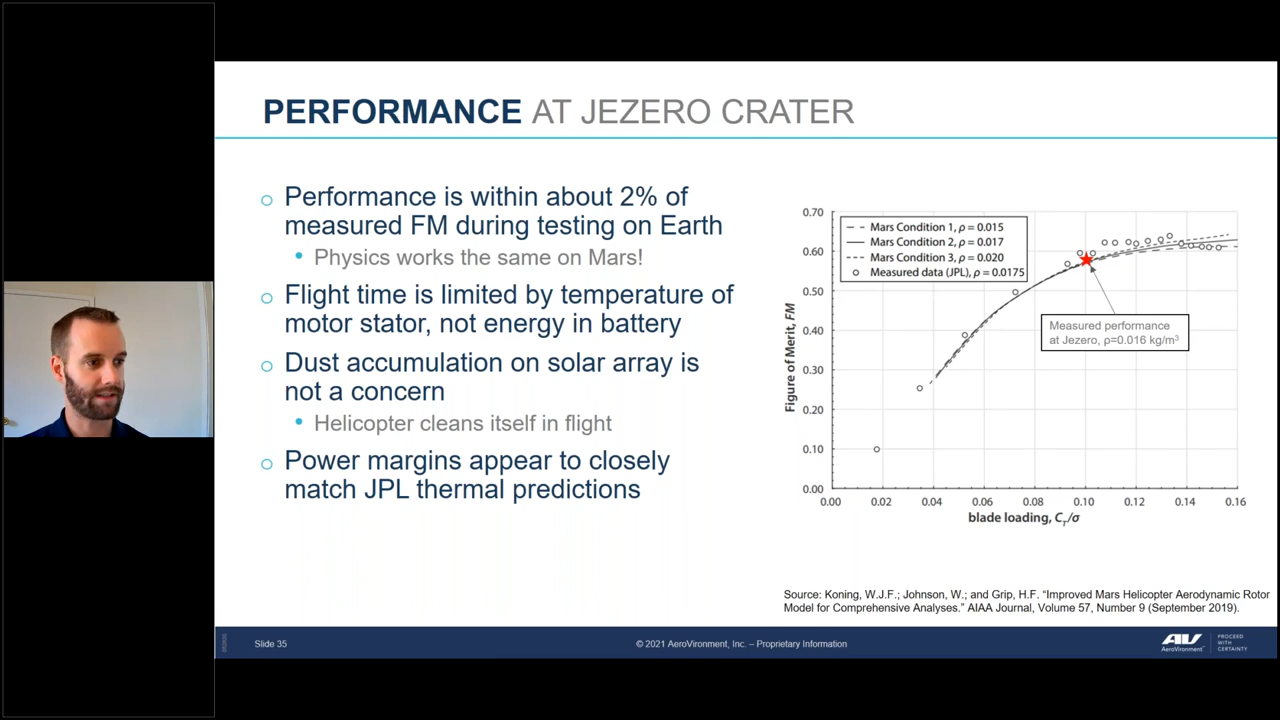 PERFORMANCE AT JEZERO CRATER
Performance is within about 2% of
measured FM during testing on Earth
Physics works the same on Mars!
Flight time is limited by temperature of
motor stator, not energy in battery
Dust accumulation on solar array is
not a concern
Helicopter cleans itself in flight
Power margins appear to closely
match JPL thermal predictions
0.70
0.60
0.50
0.40
0.30
0.20
0.10
0.00
Figure of Merit, FM
Mars Condition 1, ρ = 0.015
Mars Condition 2, ρ = 0.017
Mars Condition 3, ρ = 0.020
Measured data (JPL), ρ = 0.0175
Measured performance
at Jezero, ρ=0.016 kg/m³
0.00 0.02 0.04 0.06 0.08 0.10 0.12 0.14 0.16
blade loading, C_T/σ
Source: Koning, W.J.F.; Johnson, W.; and Grip, H.F. “Improved Mars Helicopter Aerodynamic Rotor
Model for Comprehensive Analyses.” AIAA Journal, Volume 57, Number 9 (September 2019).
Slide 35
© 2021 AeroVironment, Inc. – Proprietary Information
AV
AeroVironment™
PROCEED
WITH
CERTAINTY